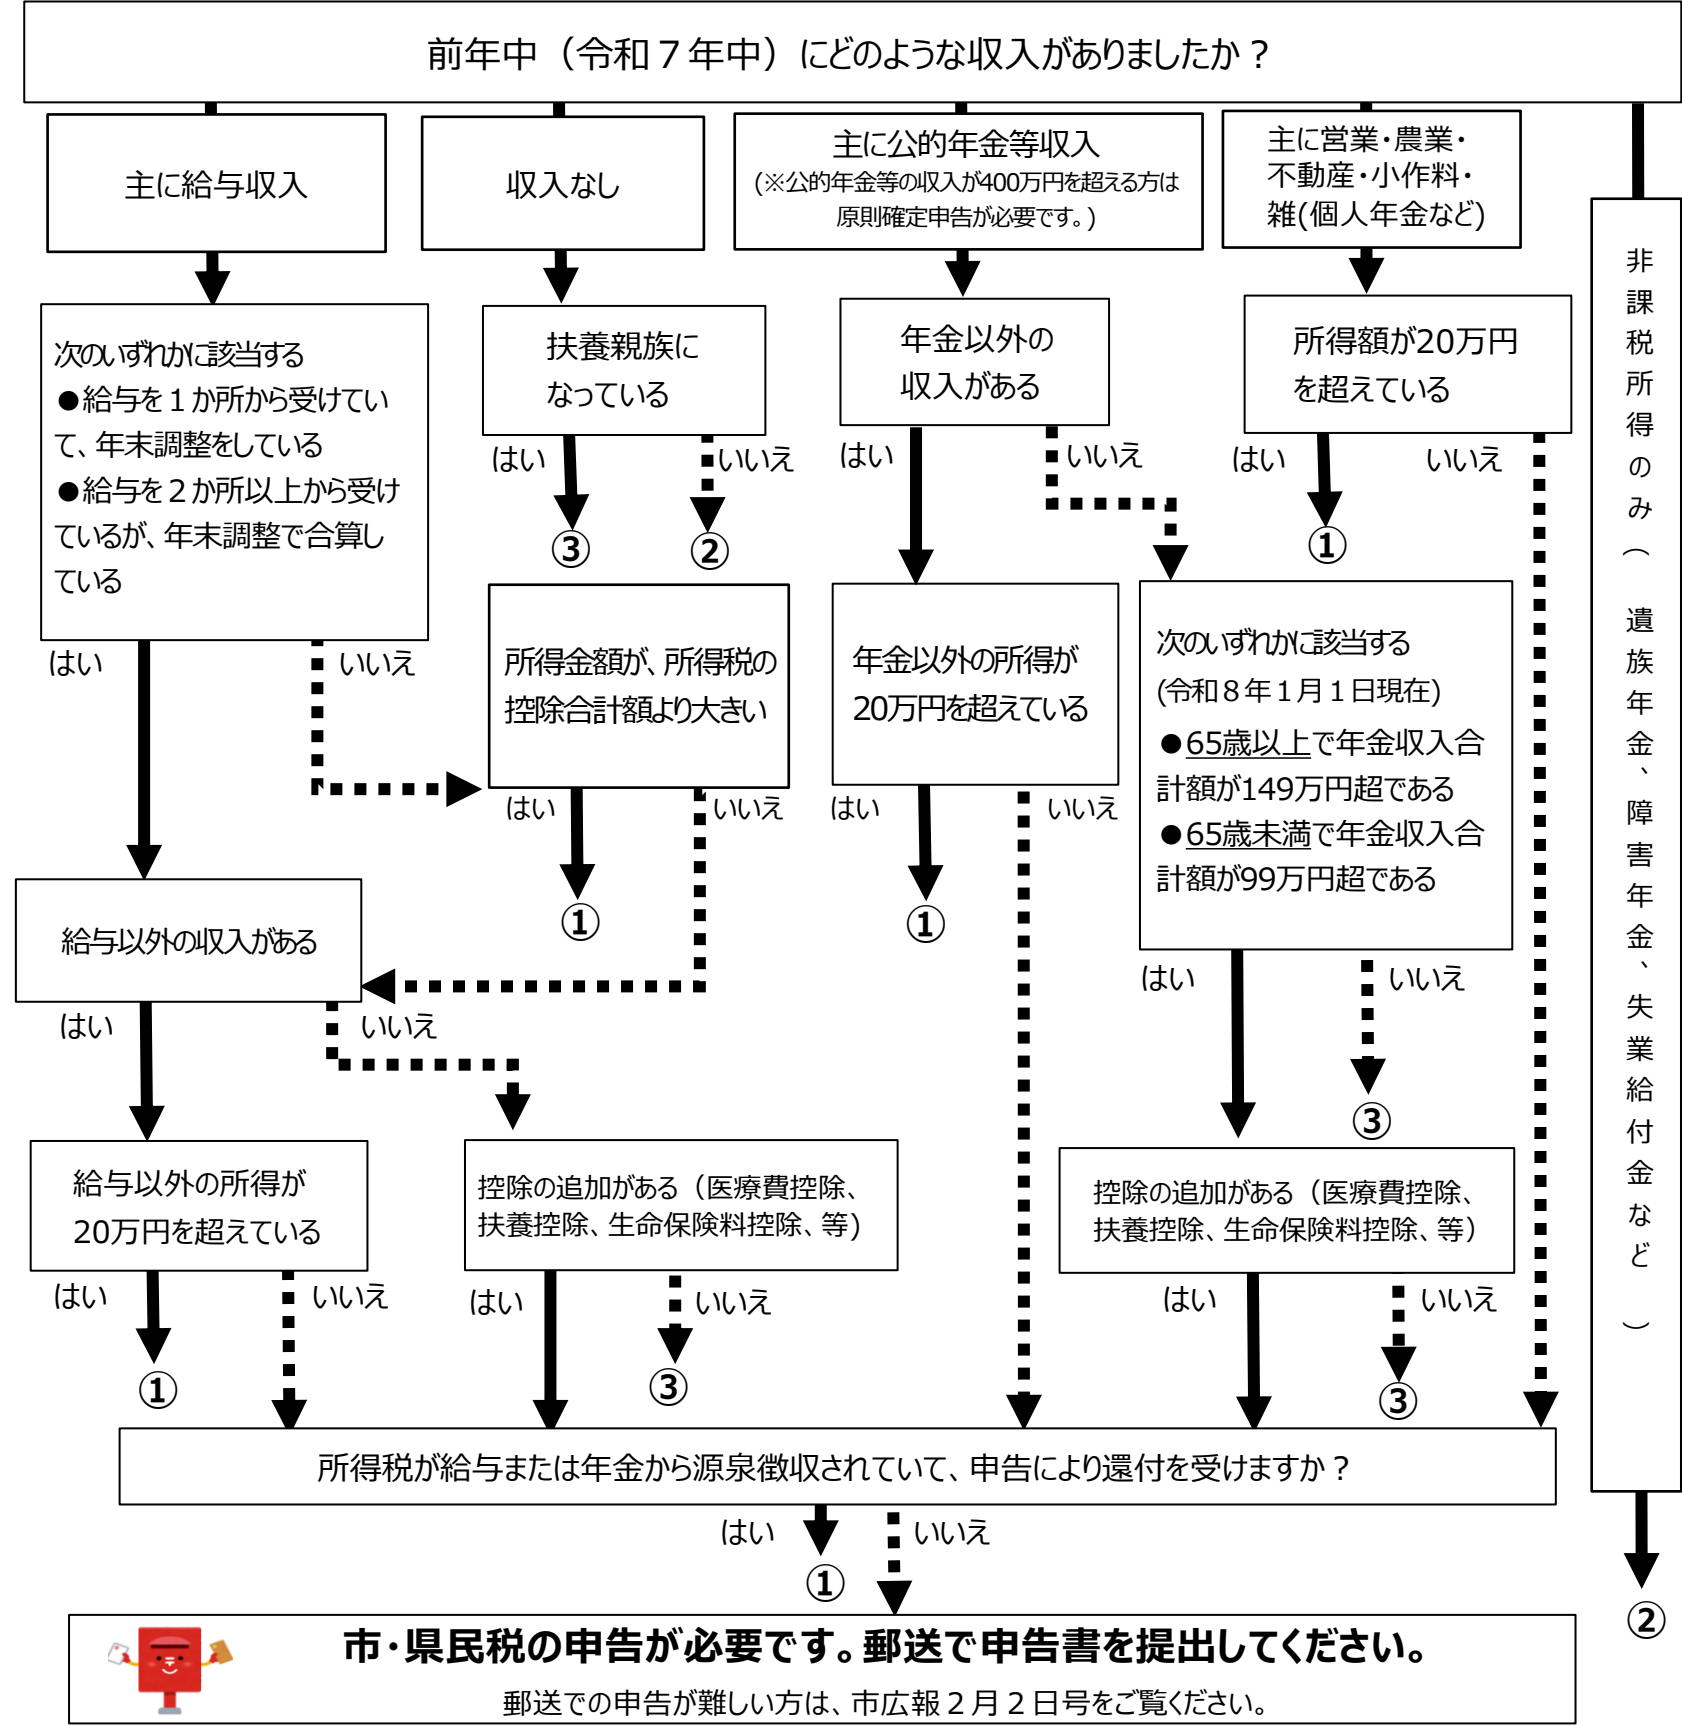 前年中（令和７年中）にどのような収入がありましたか？
主に給与収入
収入なし
主に公的年金等収入
(※公的年金等の収入が400万円を超える方は
原則確定申告が必要です。)
主に営業・農業・
不動産・小作料・
雑(個人年金など)
非課税所得のみ（　遺族年金、障害年金、失業給付金など　）
次のいずれかに該当する
●給与を１か所から受けてい
て、年末調整をしている
●給与を２か所以上から受け
ているが、年末調整で合算し
ている
扶養親族に
なっている
年金以外の
収入がある
所得額が20万円
を超えている
はい
いいえ
はい
いいえ
はい
いいえ
③
②
①
はい
いいえ
所得金額が、所得税の
控除合計額より大きい
年金以外の所得が
20万円を超えている
次のいずれかに該当する
(令和８年１月１日現在)
●65歳以上で年金収入合
計額が149万円超である
●65歳未満で年金収入合
計額が99万円超である
はい
いいえ
はい
いいえ
①
①
給与以外の収入がある
はい
いいえ
はい
いいえ
③
給与以外の所得が
20万円を超えている
控除の追加がある（医療費控除、
扶養控除、生命保険料控除、等)
控除の追加がある（医療費控除、
扶養控除、生命保険料控除、等）
はい
いいえ
はい
いいえ
はい
いいえ
①
③
③
所得税が給与または年金から源泉徴収されていて、申告により還付を受けますか？
はい
いいえ
①
②
市・県民税の申告が必要です。郵送で申告書を提出してください。
郵送での申告が難しい方は、市広報２月２日号をご覧ください。